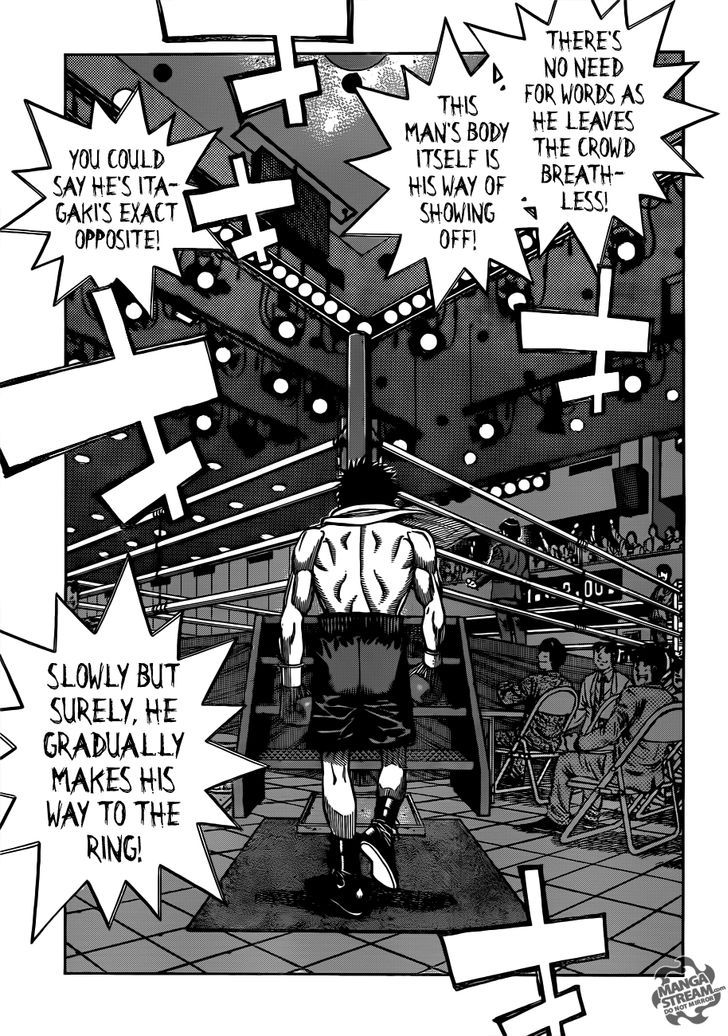 THERE'S
NO NEED
FOR WORDS AS
HE LEAVES
THE CROWD
BREATH-
LESS!
THIS
MAN'S BODY
ITSELF IS
HIS WAY OF
SHOWING
OFF!
YOU COULD
SAY HE'S ITA-
GAKI'S EXACT
OPPOSITE!
SLOWLY BUT
SURELY, HE
GRADUALLY
MAKES HIS
WAY TO THE
RING!
MANGA
STREAM.com
DO NOT MIRROR